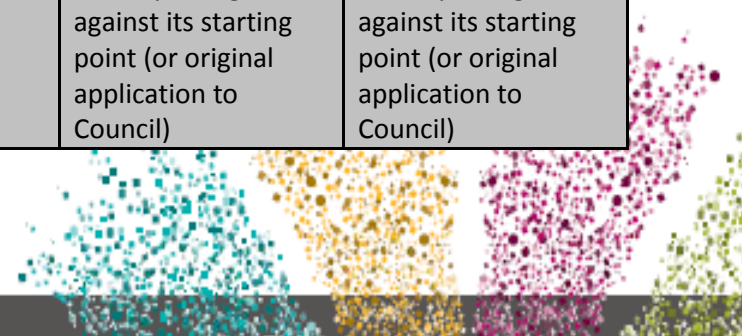 against its starting
point (or original
application to
Council)
against its starting
point (or original
application to
Council)